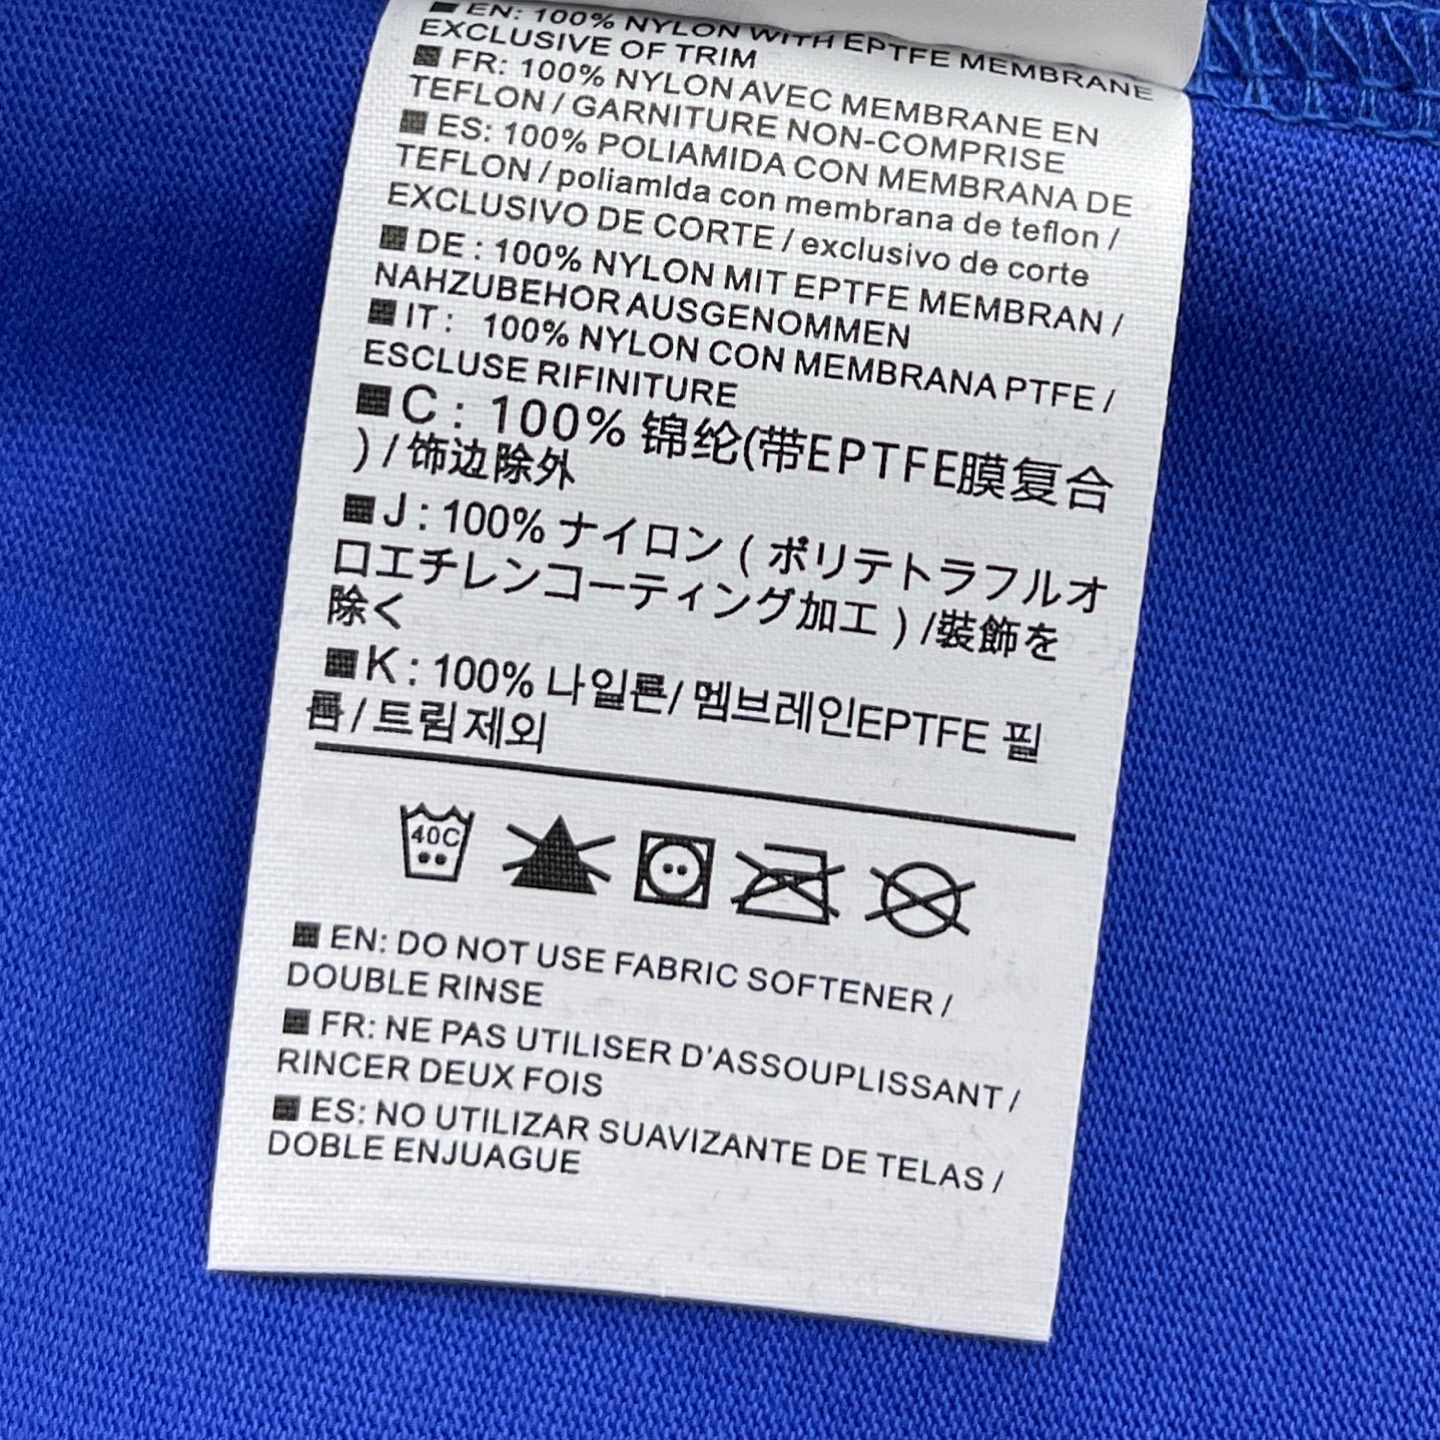 EN: 100% NYLON WITH EPTFE MEMBRANE
EXCLUSIVE OF TRIM
FR: 100% NYLON AVEC MEMBRANE EN
TEFLON / GARNITURE NON-COMPRISE
ES: 100% POLIAMIDA CON MEMBRANA DE
TEFLON / poliamida con membrana de teflon /
EXCLUSIVO DE CORTE / exclusivo de corte
DE : 100% NYLON MIT EPTFE MEMBRAN /
NAHZUBEHOR AUSGENOMMEN
IT : 100% NYLON CON MEMBRANA PTFE /
ESCLUSE RIFINITURE
C : 100% 锦纶(带EPTFE膜复合
) / 饰边除外
J : 100% ナイロン ( ポリテトラフルオ
ロエチレンコーティング加工 ) /装飾を
除く
K : 100% 나일론/ 멤브레인EPTFE 필
름/ 트림제외
40C
EN: DO NOT USE FABRIC SOFTENER /
DOUBLE RINSE
FR: NE PAS UTILISER D'ASSOUPLISSANT /
RINCER DEUX FOIS
ES: NO UTILIZAR SUAVIZANTE DE TELAS /
DOBLE ENJUAGUE